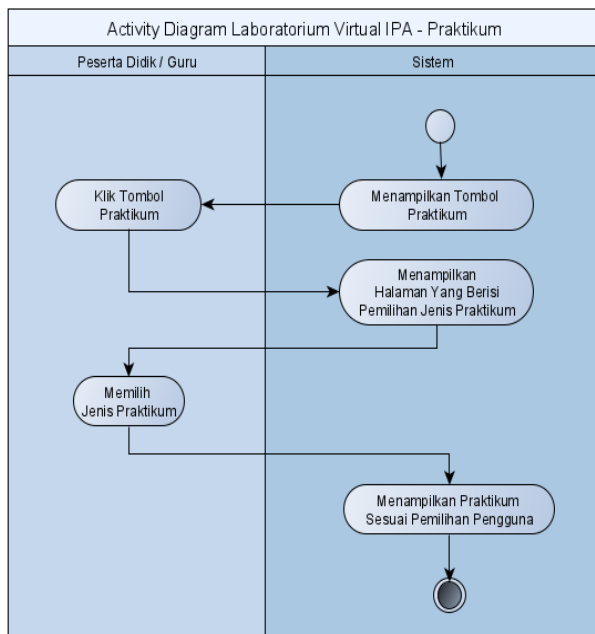 Activity Diagram Laboratorium Virtual IPA - Praktikum
Peserta Didik / Guru
Sistem
Menampilkan Tombol
Praktikum
Klik Tombol
Praktikum
Menampilkan
Halaman Yang Berisi
Pemilihan Jenis Praktikum
Memilih
Jenis Praktikum
Menampilkan Praktikum
Sesuai Pemilihan Pengguna